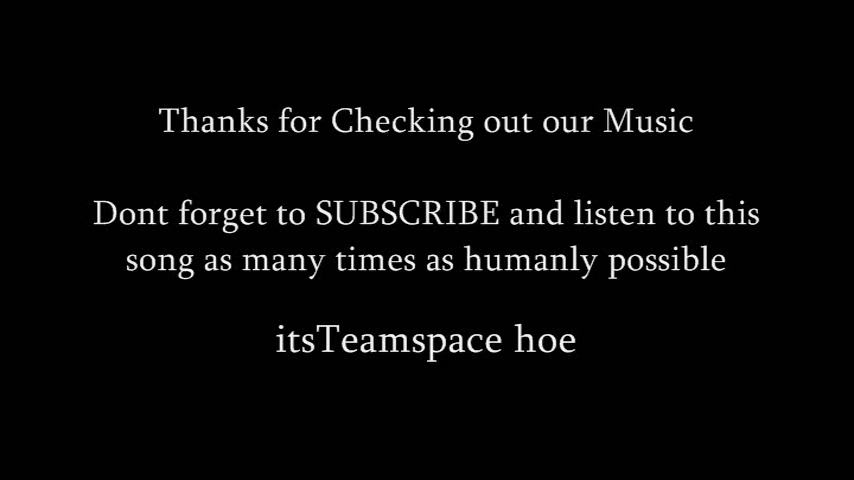 Thanks for Checking out our Music
Dont forget to SUBSCRIBE and listen to this
song as many times as humanly possible
itsTeamspace hoe